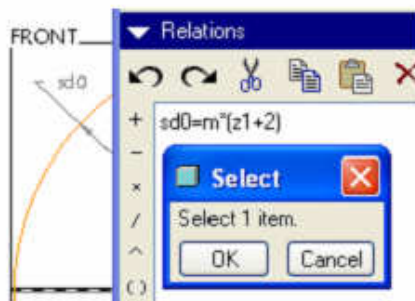 FRONT
sd0
Relations
+
sd0=m*(z1+2)
−
×
/
^
()
Select
Select 1 item.
OK Cancel